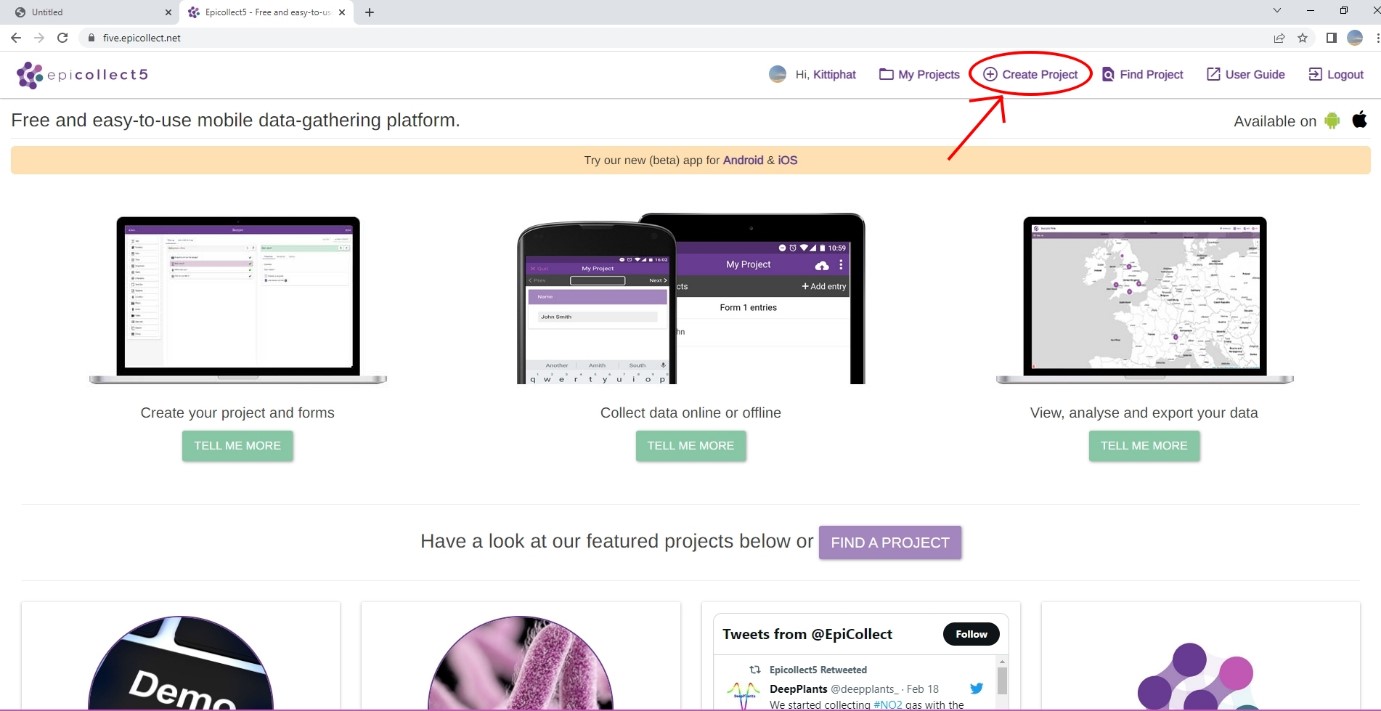 Untitled
Epicollect5 - Free and easy-to-us
five.epicollect.net
epicollect5
Hi, Kittiphat
My Projects
Create Project
Find Project
User Guide
Logout
Free and easy-to-use mobile data-gathering platform.
Available on
Try our new (beta) app for Android & iOS
10:59
My Project
My Project
Next
Add entry
Name
Form 1 entries
John Smith
Another Amith South
q w e r t y u i o p
Create your project and forms
Collect data online or offline
View, analyse and export your data
TELL ME MORE
TELL ME MORE
TELL ME MORE
Have a look at our featured projects below or FIND A PROJECT
Demo
Tweets from @EpiCollect
Follow
Epicollect5 Retweeted
DeepPlants @deepplants_ · Feb 18
We started collecting #NO2 gas with the